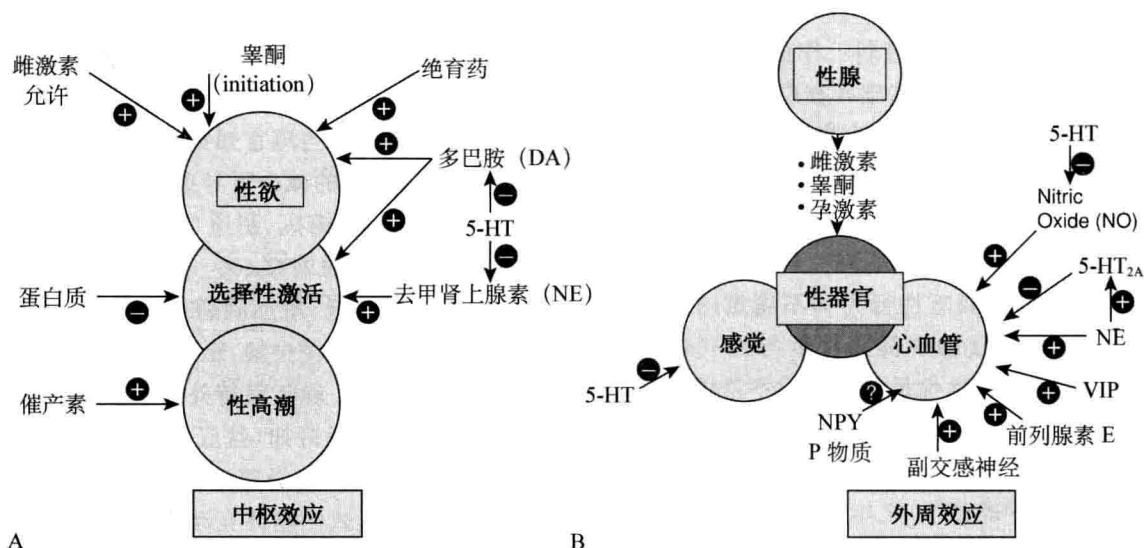 雌激素
允许
睾酮
(initiation)
绝育药
+
+
+
+
性欲
多巴胺（DA）
−
+
5-HT
−
蛋白质
−
选择性激活
+
去甲肾上腺素（NE）
催产素
+
性高潮
中枢效应
A
性腺
• 雌激素
• 睾酮
• 孕激素
5-HT
−
Nitric
Oxide (NO)
+
5-HT2A
−
+
性器官
感觉
心血管
NE
+
−
5-HT
?
NPY
P 物质
+
副交感神经
+
前列腺素 E
+
VIP
外周效应
B